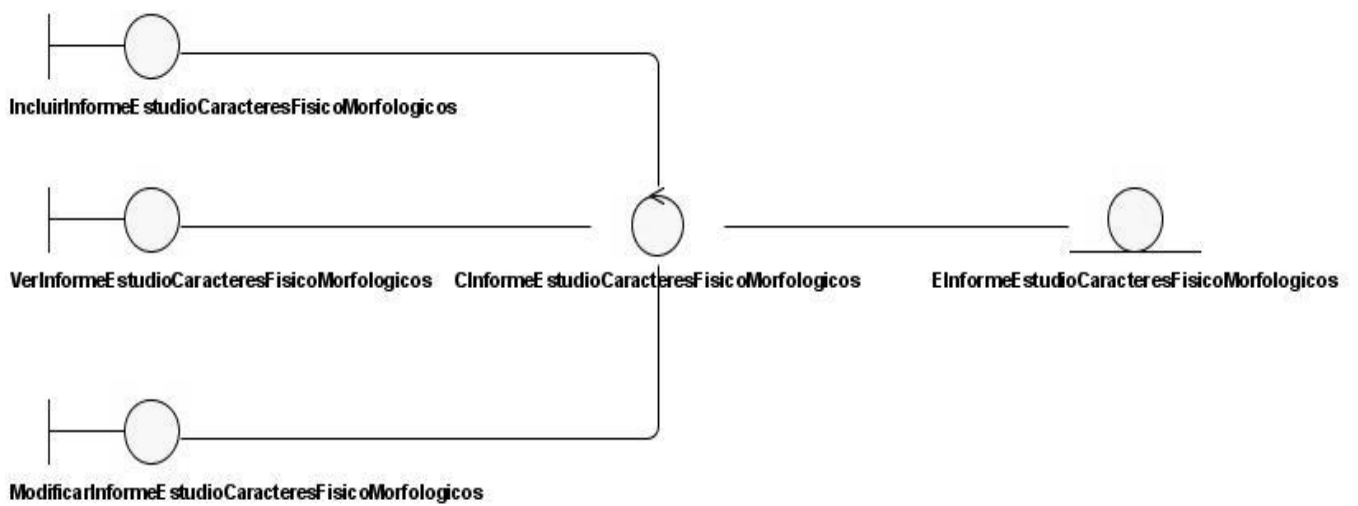 IncluirInformeEstudioCaracteresFisicoMorfologicos
VerInformeEstudioCaracteresFisicoMorfologicos
CInformeEstudioCaracteresFisicoMorfologicos
EInformeEstudioCaracteresFisicoMorfologicos
ModificarInformeEstudioCaracteresFisicoMorfologicos